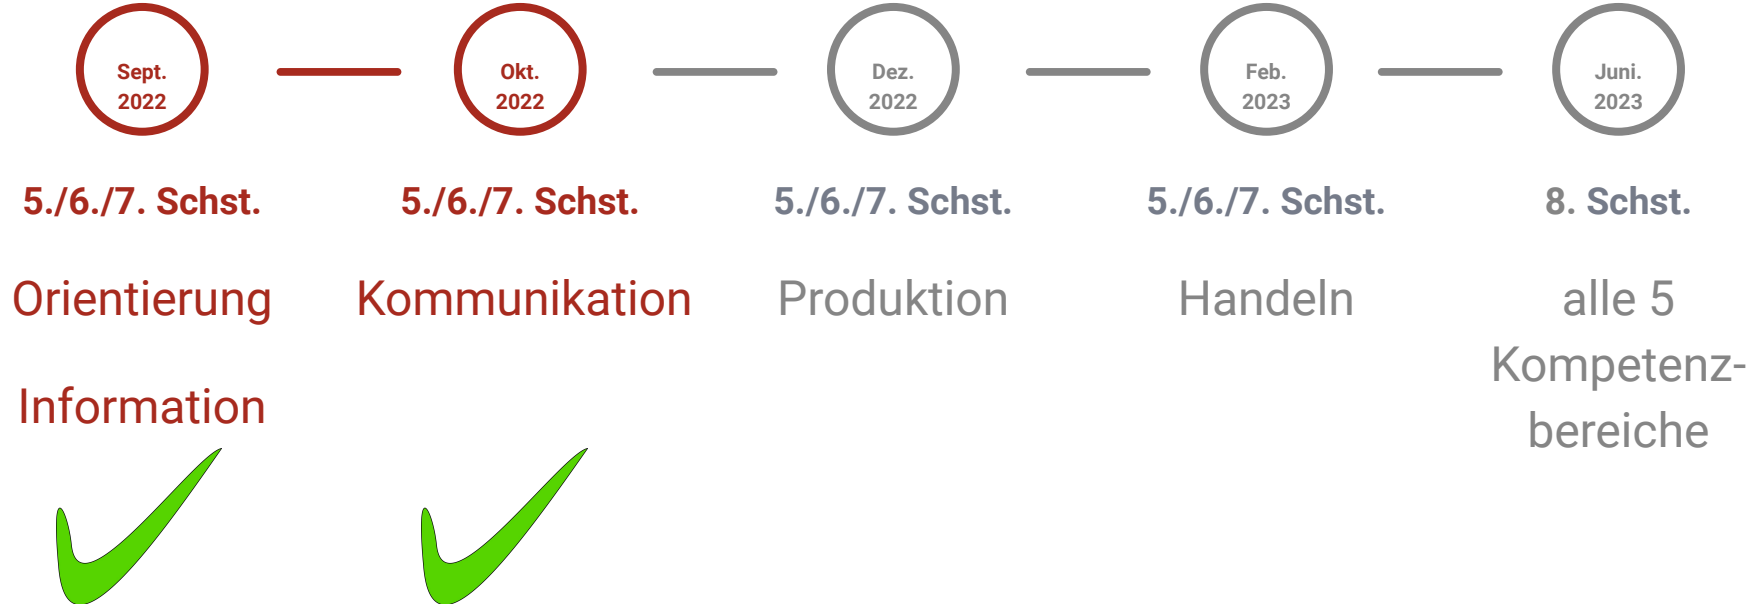 Sept.
2022
Okt.
2022
Dez.
2022
Feb.
2023
Juni.
2023
5./6./7. Schst.
5./6./7. Schst.
5./6./7. Schst.
5./6./7. Schst.
8. Schst.
Orientierung
Information
Kommunikation
Produktion
Handeln
alle 5
Kompetenz-
bereiche